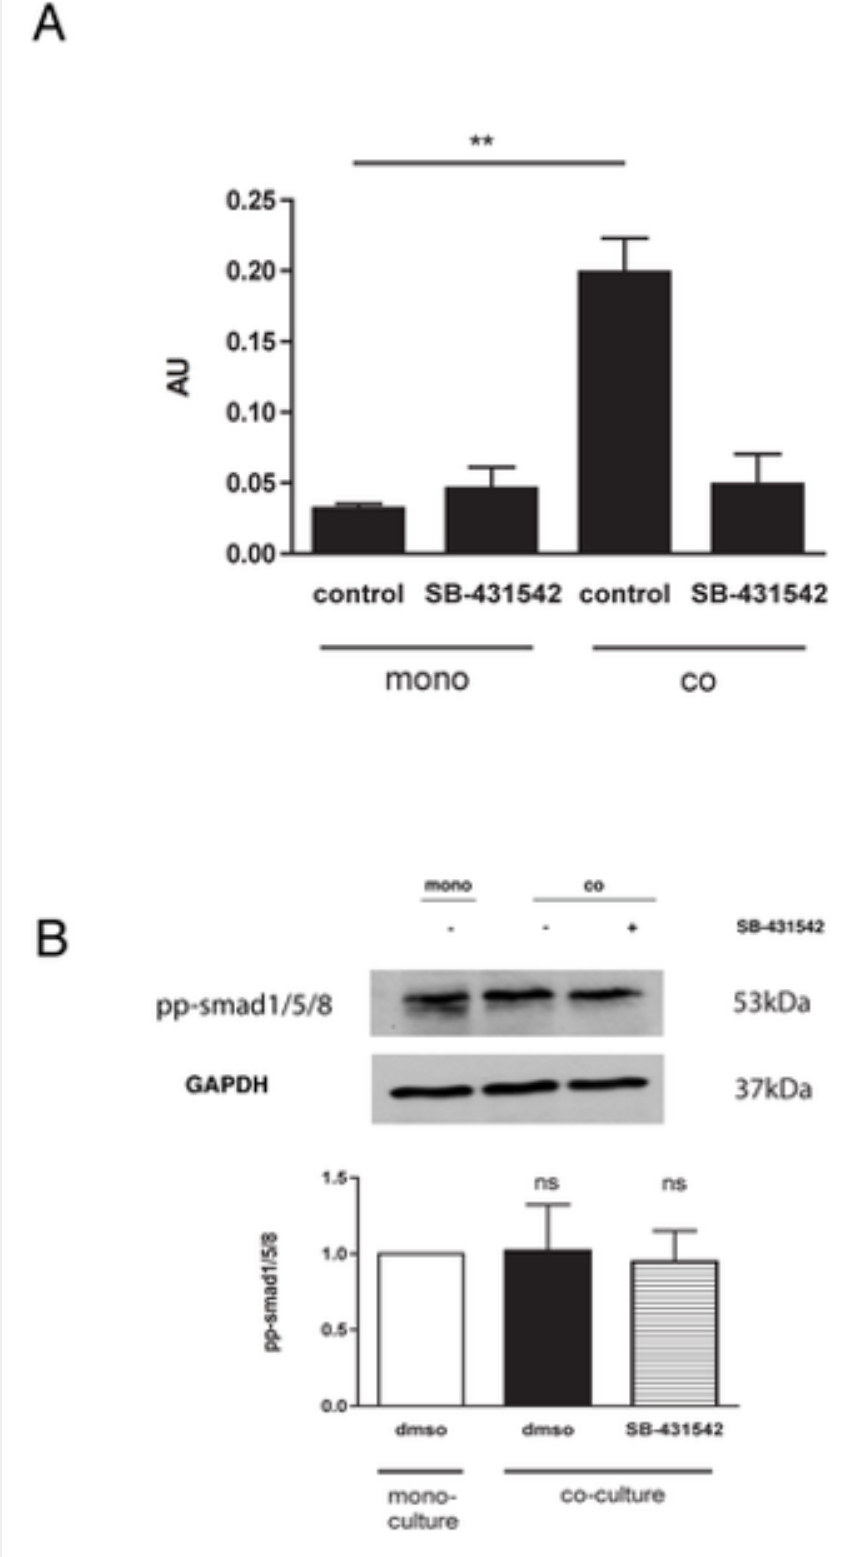 A
**
0.25
0.20
0.15
0.10
0.05
0.00
AU
control SB-431542 control SB-431542
mono co
B
mono co
- - + SB-431542
pp-smad1/5/8 53kDa
GAPDH 37kDa
1.5
1.0
0.5
0.0
pp-smad1/5/8
ns ns
dmso dmso SB-431542
mono- co-culture
culture